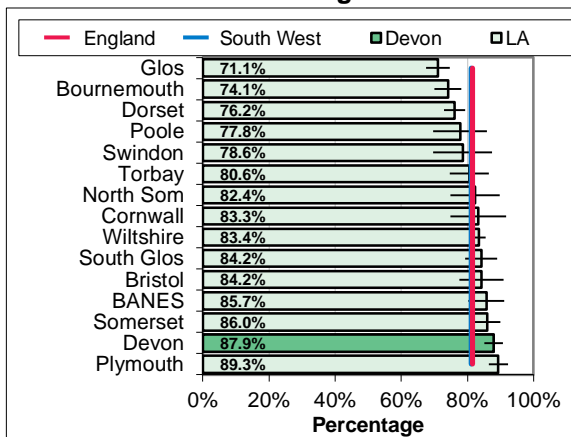 England South West Devon LA
Glos 71.1%
Bournemouth 74.1%
Dorset 76.2%
Poole 77.8%
Swindon 78.6%
Torbay 80.6%
North Som 82.4%
Cornwall 83.3%
Wiltshire 83.4%
South Glos 84.2%
Bristol 84.2%
BANES 85.7%
Somerset 86.0%
Devon 87.9%
Plymouth 89.3%
0% 20% 40% 60% 80% 100%
Percentage